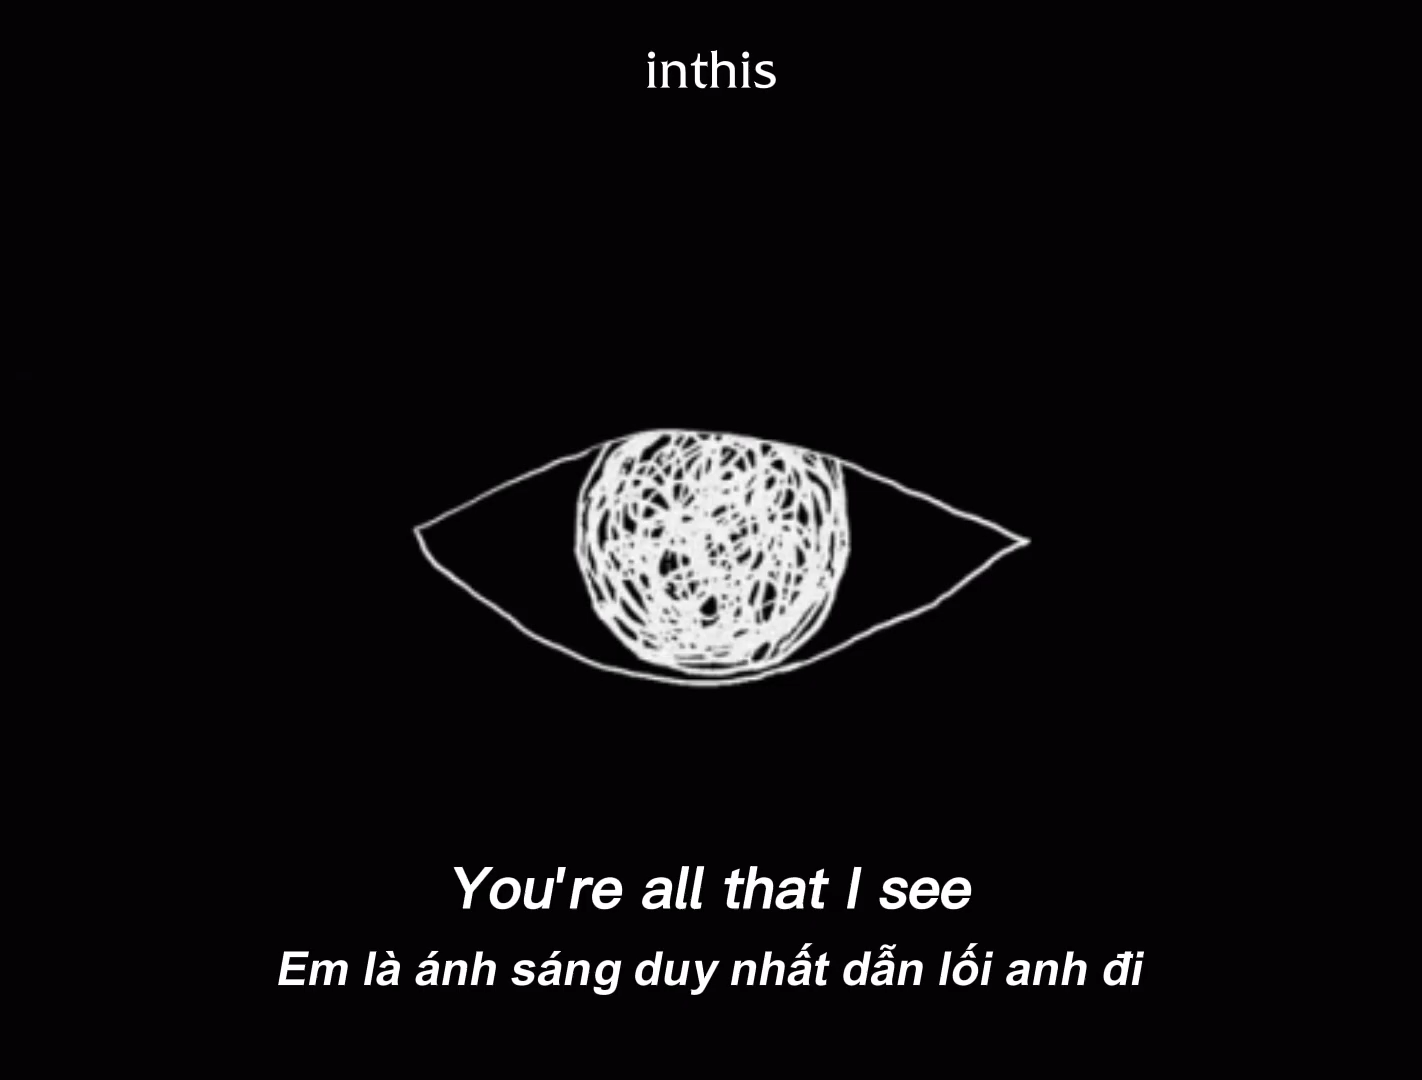 inthis
You're all that I see
Em là ánh sáng duy nhất dẫn lối anh đi